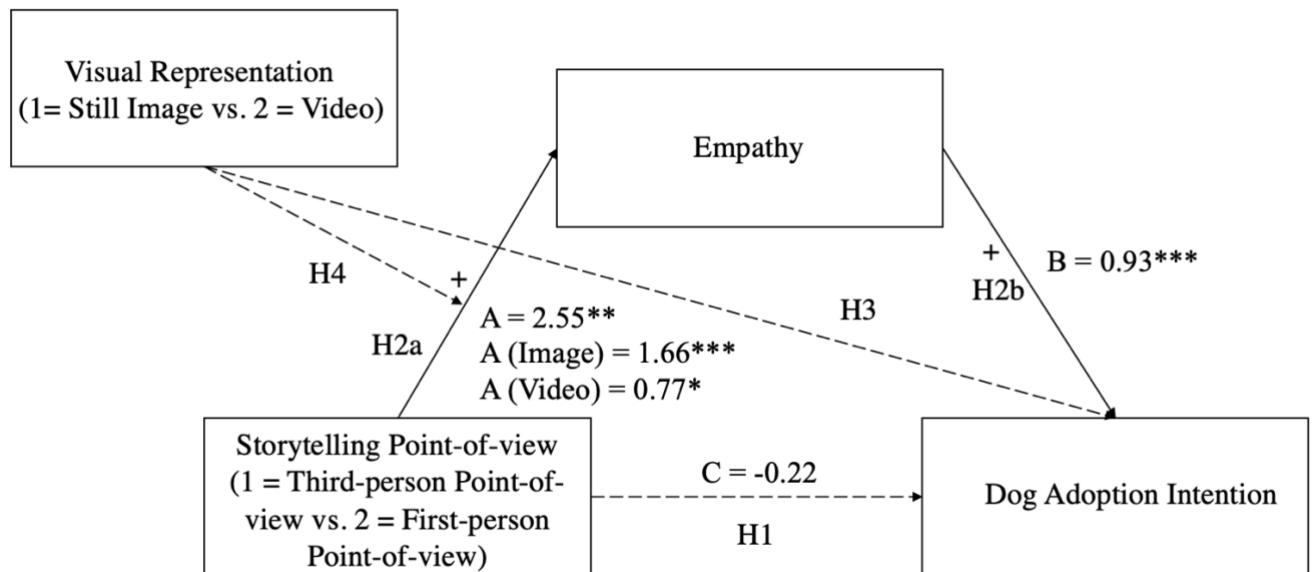 Visual Representation
(1= Still Image vs. 2 = Video)
Empathy
+
B = 0.93***
H2b
H4
+
H3
A = 2.55**
H2a
A (Image) = 1.66***
A (Video) = 0.77*
Storytelling Point-of-view
(1 = Third-person Point-of-
view vs. 2 = First-person
Point-of-view)
C = -0.22
H1
Dog Adoption Intention